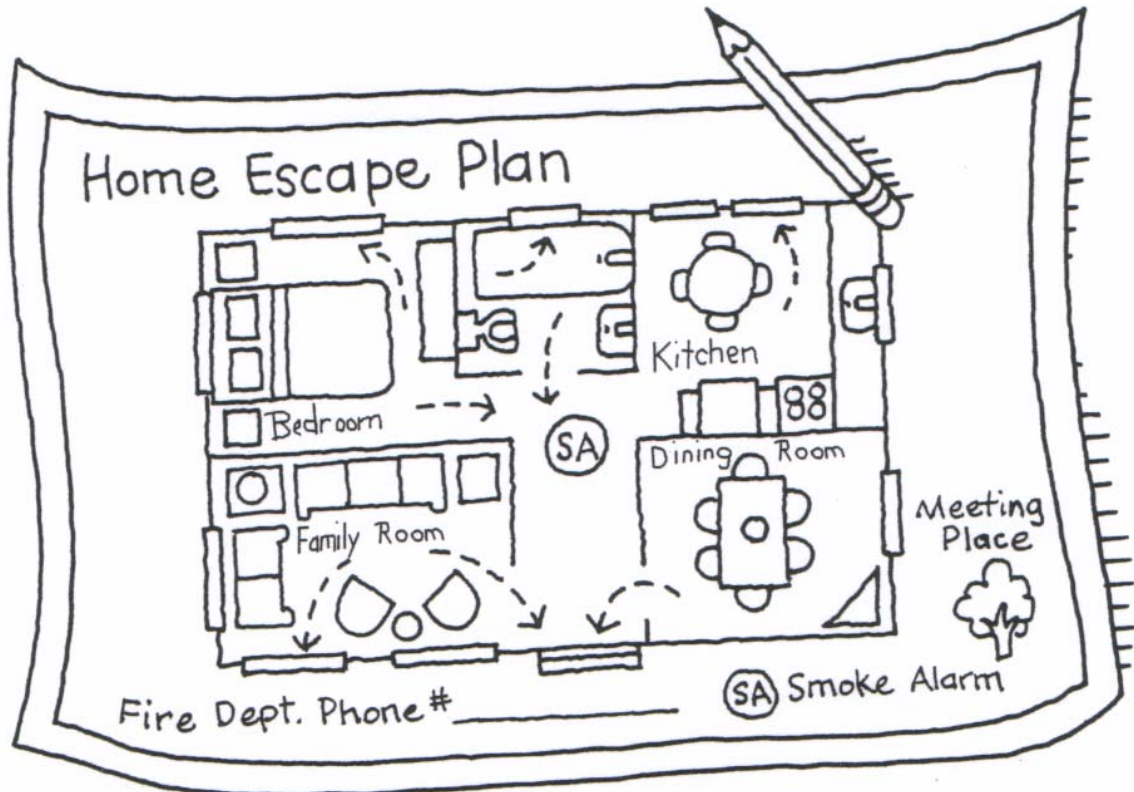 Home Escape Plan
Kitchen
Bedroom
SA
Dining Room
Family Room
Meeting
Place
Fire Dept. Phone #
SA Smoke Alarm